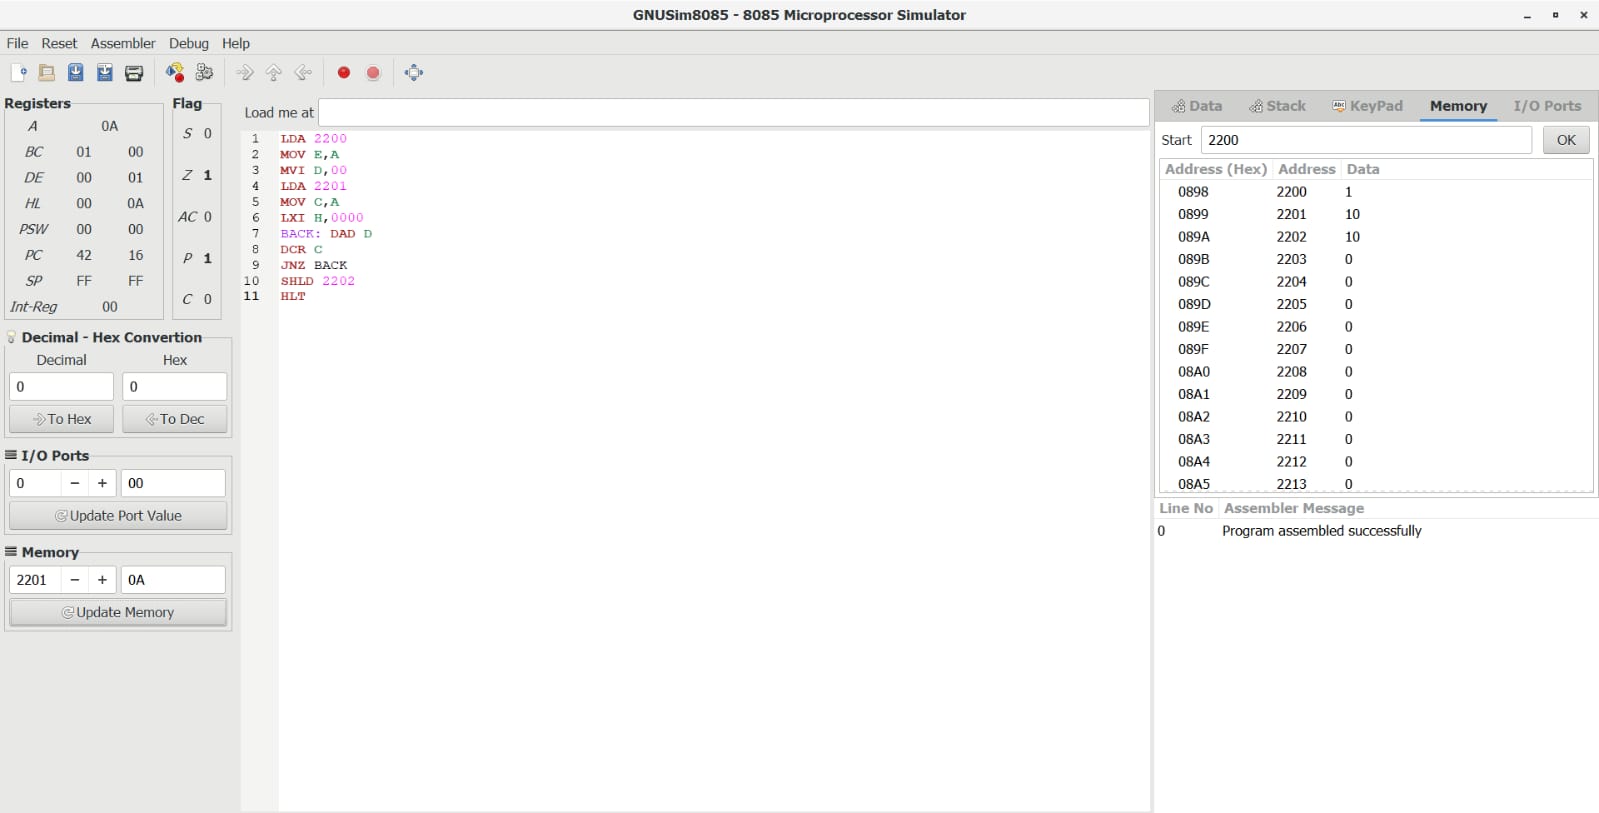 GNUSim8085 - 8085 Microprocessor Simulator
File Reset Assembler Debug Help
Registers
A 0A
BC 01 00
DE 00 01
HL 00 0A
PSW 00 00
PC 42 16
SP FF FF
Int-Reg 00
Flag
S 0
Z 1
AC 0
P 1
C 0
Decimal - Hex Convertion
Decimal Hex
0 0
To Hex To Dec
I/O Ports
0 − + 00
Update Port Value
Memory
2201 − + 0A
Update Memory
Load me at
1 LDA 2200
2 MOV E,A
3 MVI D,00
4 LDA 2201
5 MOV C,A
6 LXI H,0000
7 BACK: DAD D
8 DCR C
9 JNZ BACK
10 SHLD 2202
11 HLT
Data Stack Abc KeyPad Memory I/O Ports
Start 2200 OK
Address (Hex) Address Data
0898 2200 1
0899 2201 10
089A 2202 10
089B 2203 0
089C 2204 0
089D 2205 0
089E 2206 0
089F 2207 0
08A0 2208 0
08A1 2209 0
08A2 2210 0
08A3 2211 0
08A4 2212 0
08A5 2213 0
Line No Assembler Message
0 Program assembled successfully